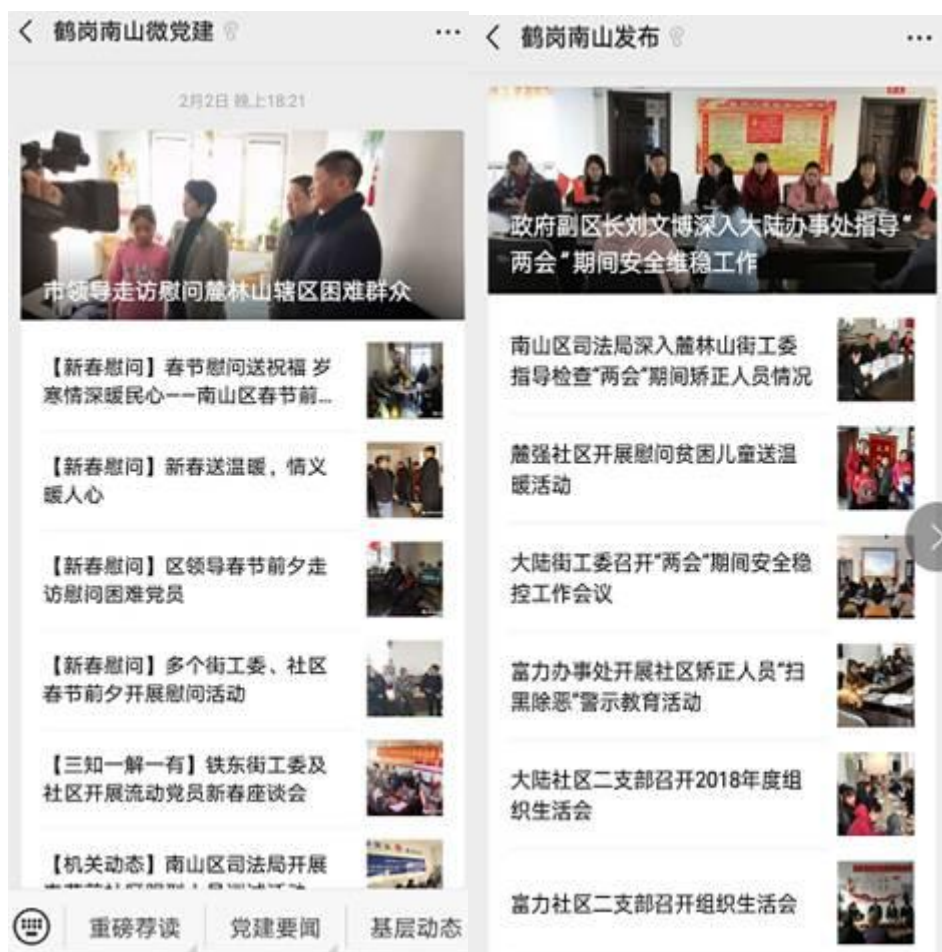 鹤岗南山微党建
2月2日 晚上18:21
市领导走访慰问麓林山辖区困难群众
【新春慰问】春节慰问送祝福 岁
寒情深暖民心——南山区春节前...
【新春慰问】新春送温暖,情义
暖人心
【新春慰问】区领导春节前夕走
访慰问困难党员
【新春慰问】多个街工委、社区
春节前夕开展慰问活动
【三知一解一有】铁东街工委及
社区开展流动党员新春座谈会
【机关动态】南山区司法局开展
重磅荐读
党建要闻
基层动态
鹤岗南山发布
政府副区长刘文博深入大陆办事处指导“
两会“期间安全维稳工作
南山区司法局深入麓林山街工委
指导检查“两会”期间矫正人员情况
麓强社区开展慰问贫困儿童送温
暖活动
大陆街工委召开“两会”期间安全稳
控工作会议
富力办事处开展社区矫正人员“扫
黑除恶”警示教育活动
大陆社区二支部召开2018年度组
织生活会
富力社区二支部召开组织生活会